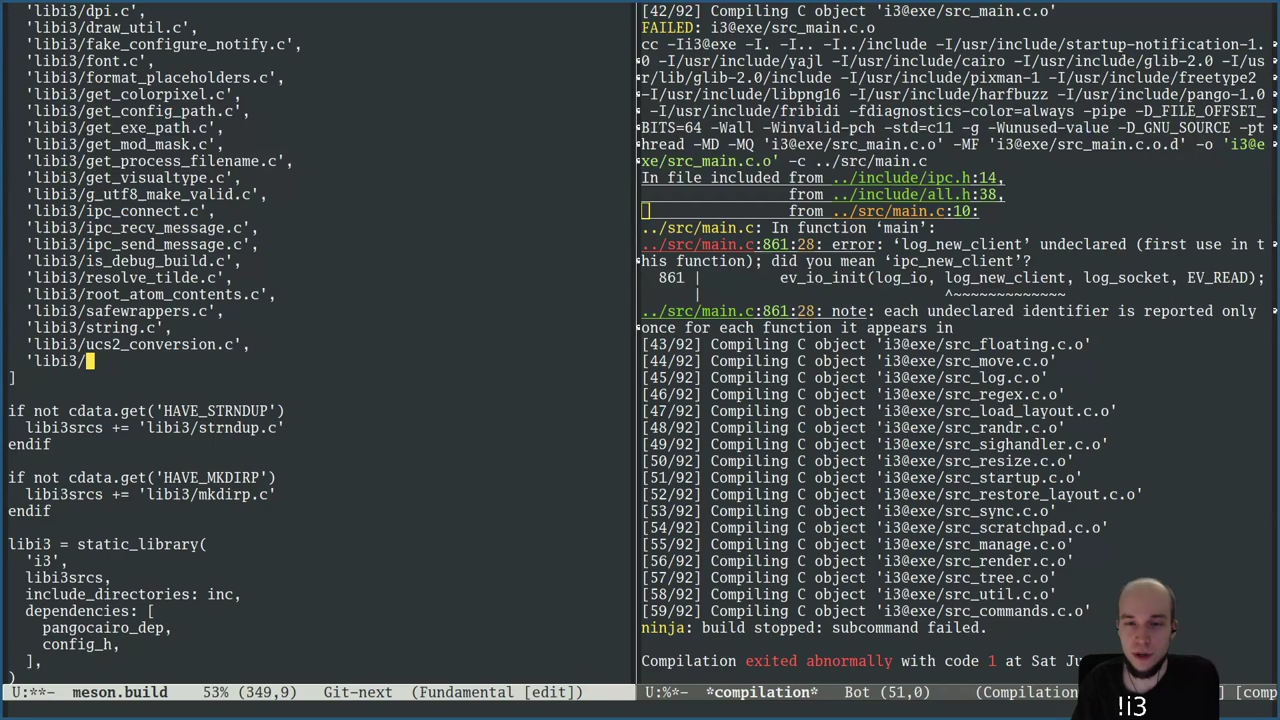 'libi3/dpi.c',
'libi3/draw_util.c',
'libi3/fake_configure_notify.c',
'libi3/font.c',
'libi3/format_placeholders.c',
'libi3/get_colorpixel.c',
'libi3/get_config_path.c',
'libi3/get_exe_path.c',
'libi3/get_mod_mask.c',
'libi3/get_process_filename.c',
'libi3/get_visualtype.c',
'libi3/g_utf8_make_valid.c',
'libi3/ipc_connect.c',
'libi3/ipc_recv_message.c',
'libi3/ipc_send_message.c',
'libi3/is_debug_build.c',
'libi3/resolve_tilde.c',
'libi3/root_atom_contents.c',
'libi3/safewrappers.c',
'libi3/string.c',
'libi3/ucs2_conversion.c',
'libi3/
]
if not cdata.get('HAVE_STRNDUP')
libi3srcs += 'libi3/strndup.c'
endif
if not cdata.get('HAVE_MKDIRP')
libi3srcs += 'libi3/mkdirp.c'
endif
libi3 = static_library(
'i3',
libi3srcs,
include_directories: inc,
dependencies: [
pangocairo_dep,
config_h,
],
)
U:**- meson.build 53% (349,9) Git-next (Fundamental [edit])
[42/92] Compiling C object 'i3@exe/src_main.c.o'
FAILED: i3@exe/src_main.c.o
cc -Ii3@exe -I. -I.. -I../include -I/usr/include/startup-notification-1.
0 -I/usr/include/yajl -I/usr/include/cairo -I/usr/include/glib-2.0 -I/us
r/lib/glib-2.0/include -I/usr/include/pixman-1 -I/usr/include/freetype2
-I/usr/include/libpng16 -I/usr/include/harfbuzz -I/usr/include/pango-1.0
-I/usr/include/fribidi -fdiagnostics-color=always -pipe -D_FILE_OFFSET_
BITS=64 -Wall -Winvalid-pch -std=c11 -g -Wunused-value -D_GNU_SOURCE -pt
hread -MD -MQ 'i3@exe/src_main.c.o' -MF 'i3@exe/src_main.c.o.d' -o 'i3@e
xe/src_main.c.o' -c ../src/main.c
In file included from ../include/ipc.h:14,
from ../include/all.h:38,
from ../src/main.c:10:
../src/main.c: In function ‘main’:
../src/main.c:861:28: error: ‘log_new_client’ undeclared (first use in t
his function); did you mean ‘ipc_new_client’?
861 | ev_io_init(log_io, log_new_client, log_socket, EV_READ);
| ^~~~~~~~~~~~~~
../src/main.c:861:28: note: each undeclared identifier is reported only
once for each function it appears in
[43/92] Compiling C object 'i3@exe/src_floating.c.o'
[44/92] Compiling C object 'i3@exe/src_move.c.o'
[45/92] Compiling C object 'i3@exe/src_log.c.o'
[46/92] Compiling C object 'i3@exe/src_regex.c.o'
[47/92] Compiling C object 'i3@exe/src_load_layout.c.o'
[48/92] Compiling C object 'i3@exe/src_randr.c.o'
[49/92] Compiling C object 'i3@exe/src_sighandler.c.o'
[50/92] Compiling C object 'i3@exe/src_resize.c.o'
[51/92] Compiling C object 'i3@exe/src_startup.c.o'
[52/92] Compiling C object 'i3@exe/src_restore_layout.c.o'
[53/92] Compiling C object 'i3@exe/src_sync.c.o'
[54/92] Compiling C object 'i3@exe/src_scratchpad.c.o'
[55/92] Compiling C object 'i3@exe/src_manage.c.o'
[56/92] Compiling C object 'i3@exe/src_render.c.o'
[57/92] Compiling C object 'i3@exe/src_tree.c.o'
[58/92] Compiling C object 'i3@exe/src_util.c.o'
[59/92] Compiling C object 'i3@exe/src_commands.c.o'
ninja: build stopped: subcommand failed.
Compilation exited abnormally with code 1 at Sat
U:%*- *compilation* Bot (51,0) (Compilation ] [comp
!i3